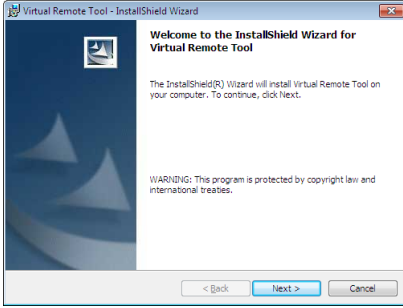 Virtual Remote Tool - InstallShield Wizard
Welcome to the InstallShield Wizard for
Virtual Remote Tool
The InstallShield(R) Wizard will install Virtual Remote Tool on
your computer. To continue, click Next.
WARNING: This program is protected by copyright law and
international treaties.
< Back
Next >
Cancel